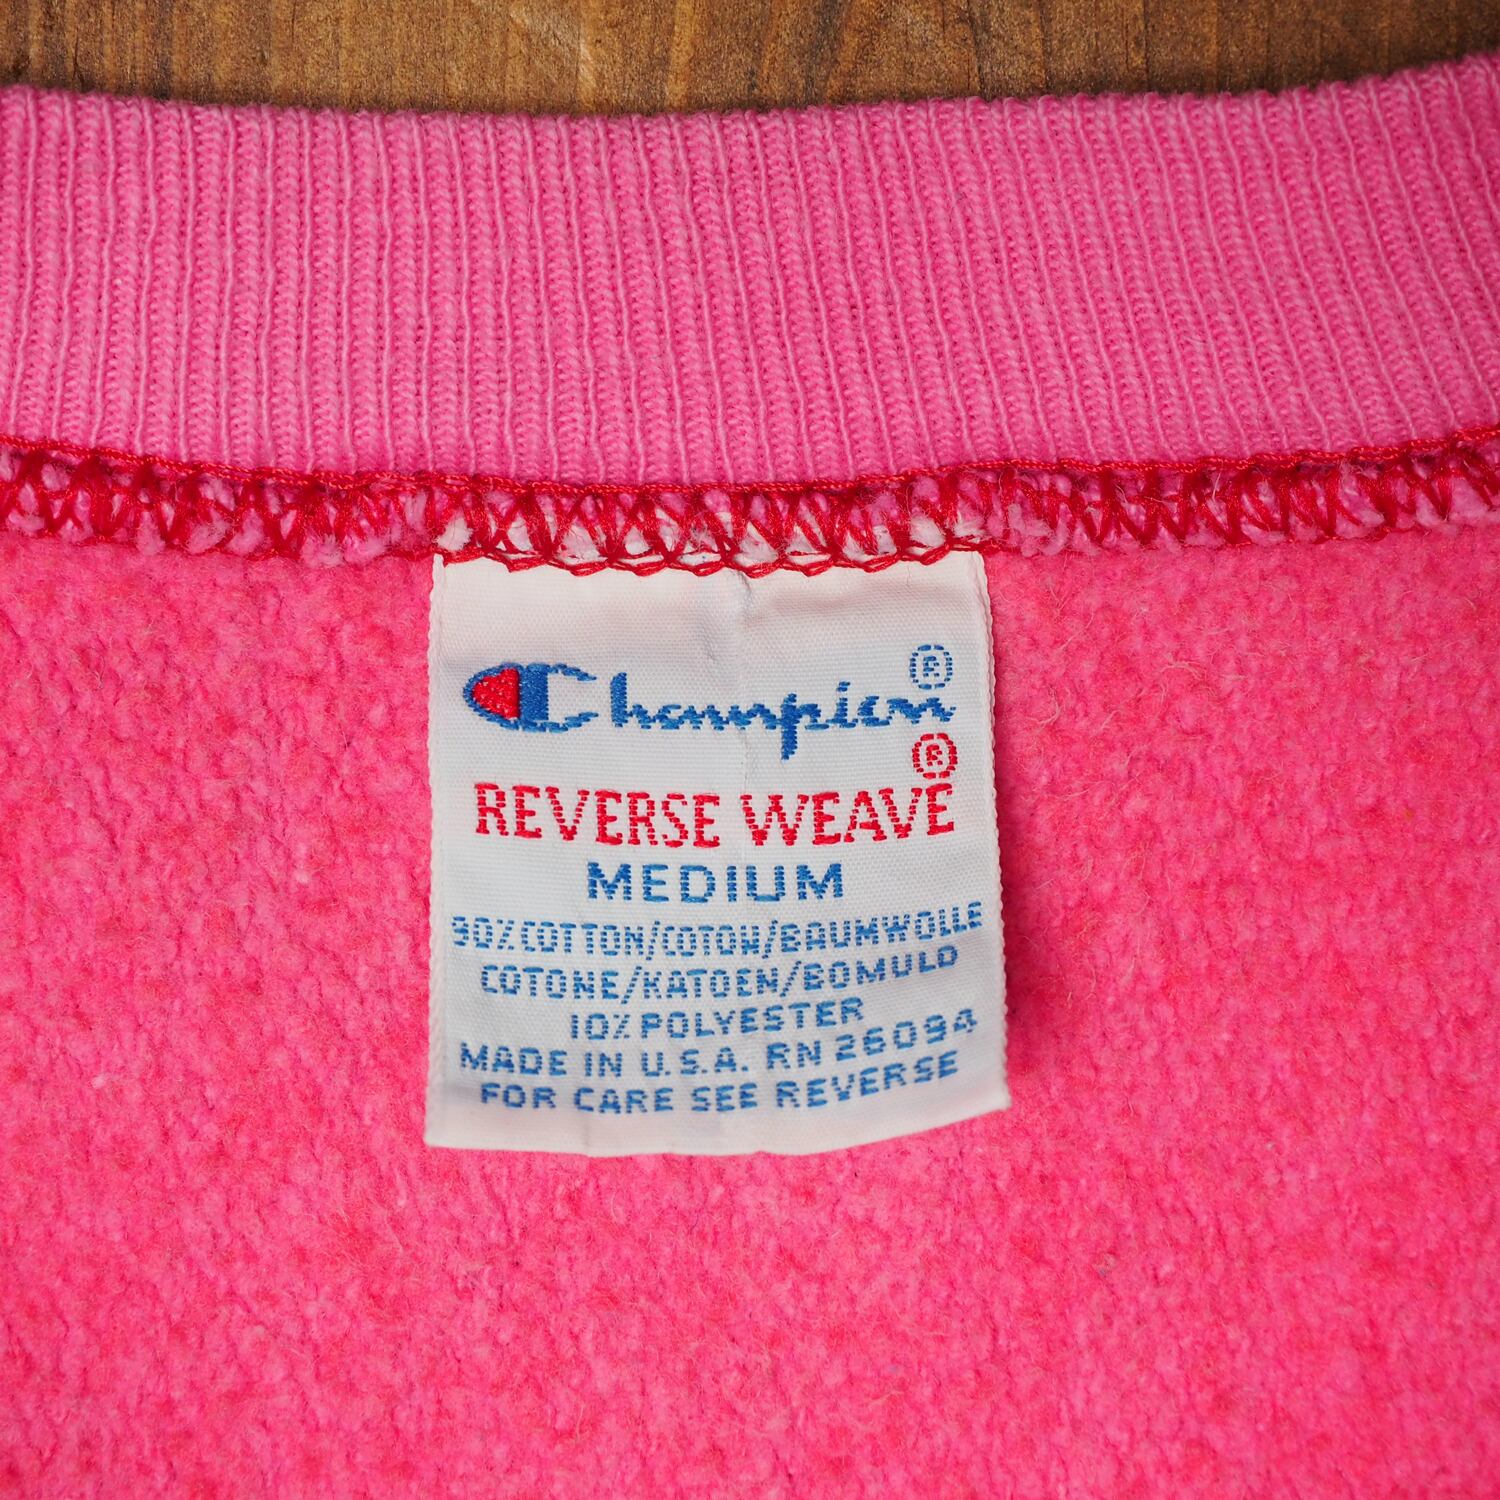 Champion®
REVERSE WEAVE®
MEDIUM
90% COTTON/COTON/BAUMWOLLE
COTONE/KATOEN/BOMULD
10% POLYESTER
MADE IN U.S.A. RN 26094
FOR CARE SEE REVERSE